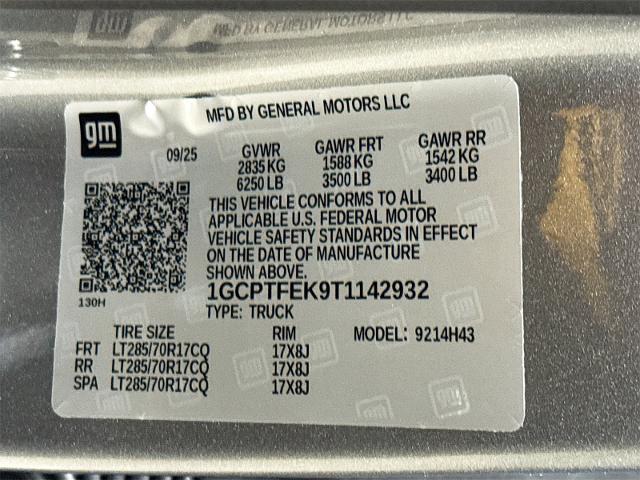 MFD BY GENERAL MOTORS LLC
gm
09/25
GVWR GAWR FRT GAWR RR
2835 KG 1588 KG 1542 KG
6250 LB 3500 LB 3400 LB
THIS VEHICLE CONFORMS TO ALL
APPLICABLE U.S. FEDERAL MOTOR
VEHICLE SAFETY STANDARDS IN EFFECT
ON THE DATE OF MANUFACTURE
SHOWN ABOVE.
130H
1GCPTFEK9T1142932
TYPE: TRUCK
TIRE SIZE RIM MODEL: 9214H43
FRT LT285/70R17CQ 17X8J
RR LT285/70R17CQ 17X8J
SPA LT285/70R17CQ 17X8J